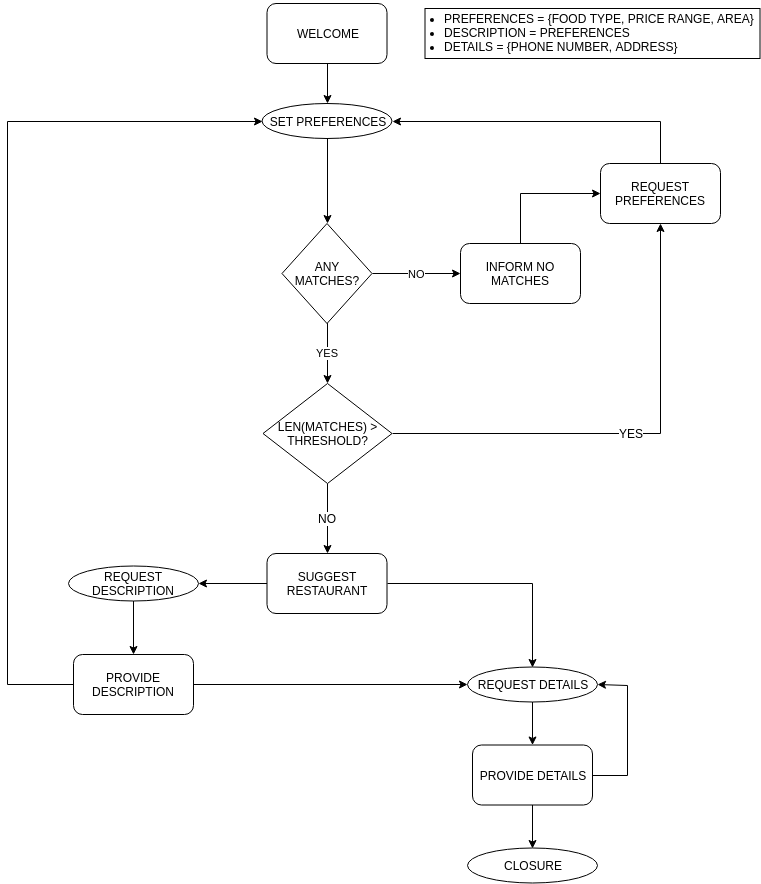 WELCOME
PREFERENCES = {FOOD TYPE, PRICE RANGE, AREA}
DESCRIPTION = PREFERENCES
DETAILS = {PHONE NUMBER, ADDRESS}
SET PREFERENCES
REQUEST
PREFERENCES
ANY
MATCHES?
NO
INFORM NO
MATCHES
YES
LEN(MATCHES) >
THRESHOLD?
YES
NO
SUGGEST
RESTAURANT
REQUEST
DESCRIPTION
PROVIDE
DESCRIPTION
REQUEST DETAILS
PROVIDE DETAILS
CLOSURE